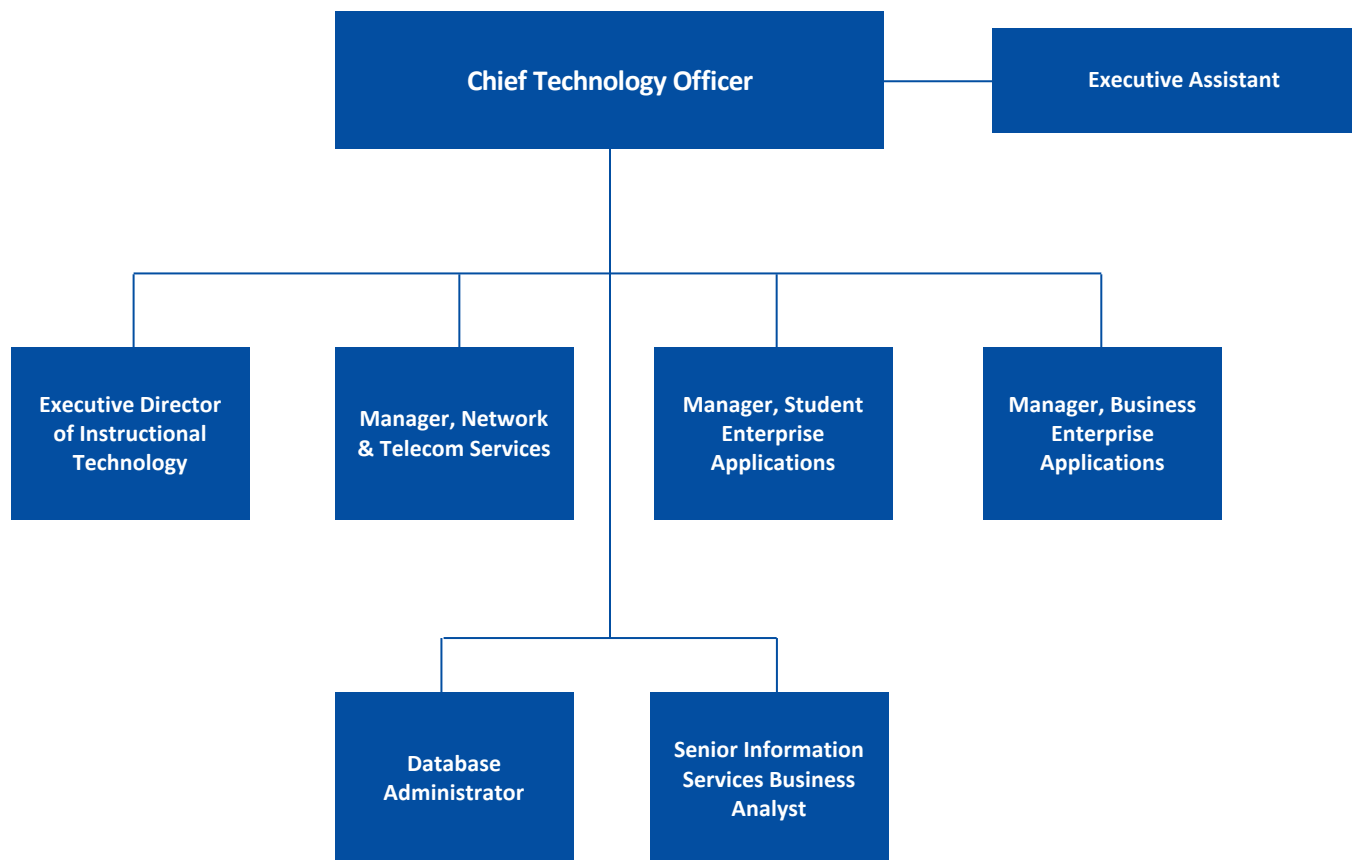 Chief Technology Officer
Executive Assistant
Executive Director
of Instructional
Technology
Manager, Network
& Telecom Services
Manager, Student
Enterprise
Applications
Manager, Business
Enterprise
Applications
Database
Administrator
Senior Information
Services Business
Analyst